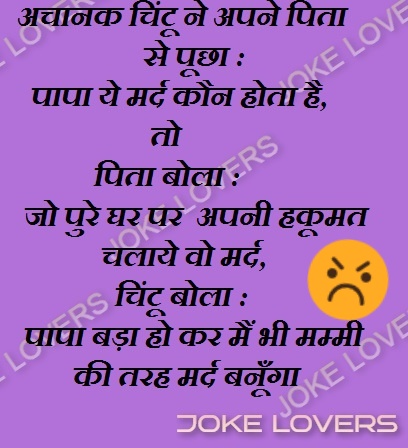 अचानक चिंटू ने अपने पिता
से पूछा :
पापा ये मर्द कौन होता है,
तो
पिता बोला :
जो पुरे घर पर अपनी हकूमत
चलाये वो मर्द,
चिंटू बोला :
पापा बड़ा हो कर मैं भी मम्मी
की तरह मर्द बनूँगा
JOKE LOVERS